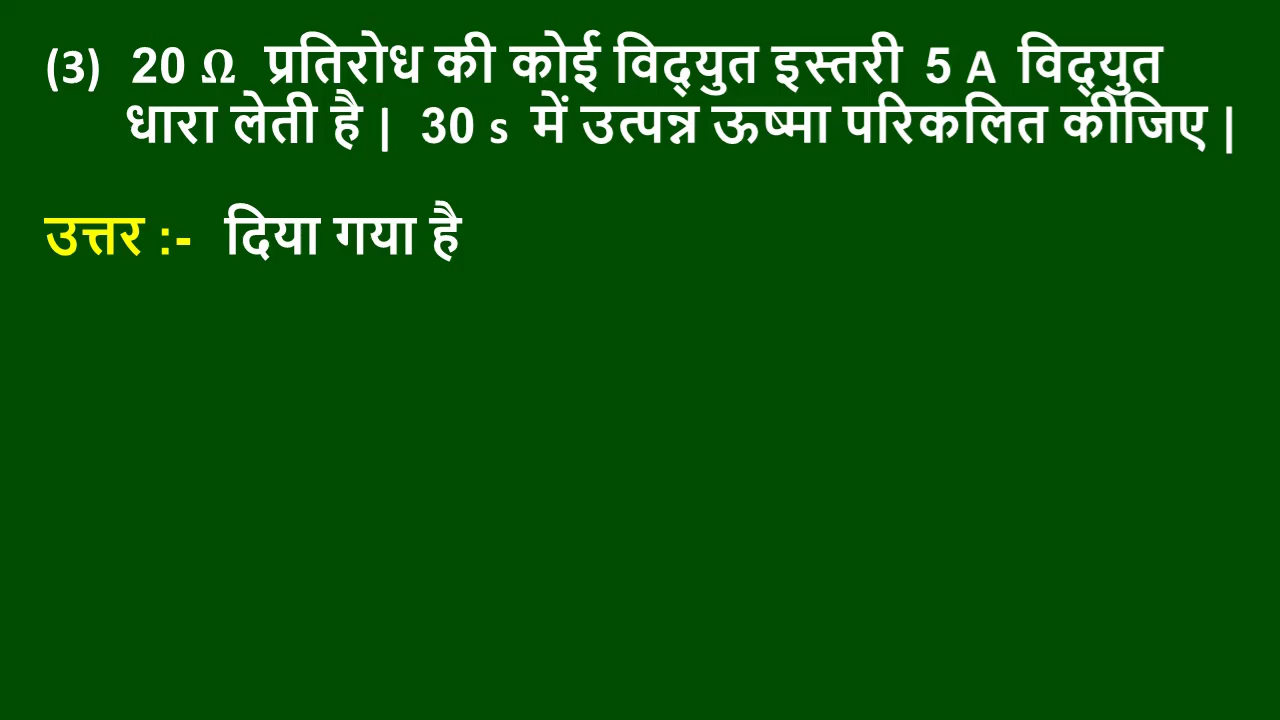 (3) 20 Ω प्रतिरोध की कोई विद्युत इस्तरी 5 A विद्युत
धारा लेती है | 30 s में उत्पन्न ऊष्मा परिकलित कीजिए |
उत्तर :- दिया गया है